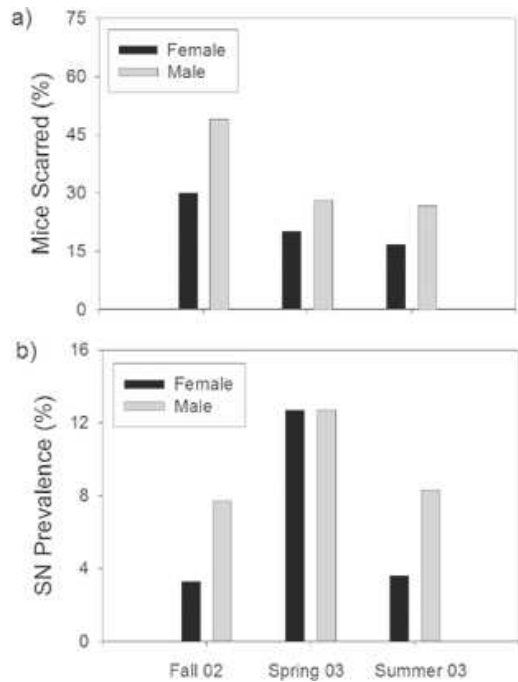 a)
75
60
45
30
15
0
Mice Scarred (%)
Female
Male
b)
16
12
8
4
0
SN Prevalence (%)
Female
Male
Fall 02 Spring 03 Summer 03